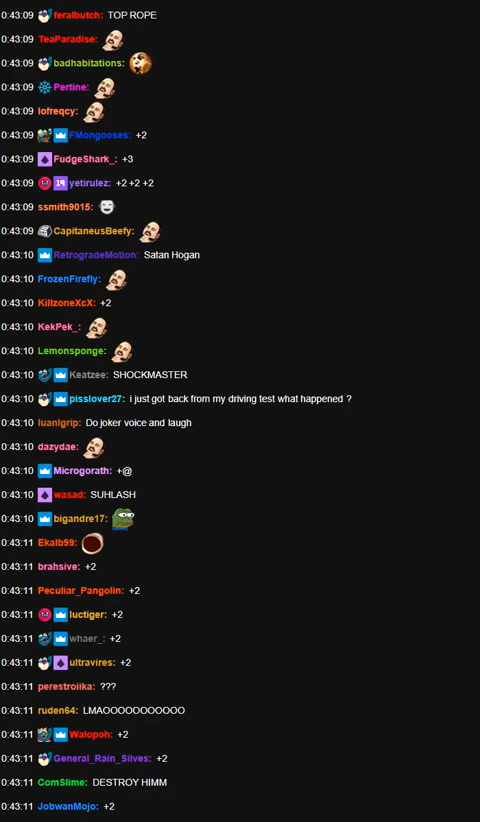 0:43:09 feralbutch: TOP ROPE
0:43:09 TeaParadise:
0:43:09 badhabitations:
0:43:09 Pertine:
0:43:09 lofreqcy:
0:43:09 FMongooses: +2
0:43:09 FudgeShark_: +3
0:43:09 19 yetirulez: +2 +2 +2
0:43:09 ssmith9015:
0:43:09 CapitaneusBeefy:
0:43:10 RetrogradeMotion: Satan Hogan
0:43:10 FrozenFirefly:
0:43:10 KillzoneXcX: +2
0:43:10 KekPek_:
0:43:10 Lemonsponge:
0:43:10 Keatzee: SHOCKMASTER
0:43:10 pisslover27: i just got back from my driving test what happened ?
0:43:10 luanlgrip: Do joker voice and laugh
0:43:10 dazydae:
0:43:10 Microgorath: +@
0:43:10 wasad: SUHLASH
0:43:10 bigandre17:
0:43:11 Ekalb99:
0:43:11 brahsive: +2
0:43:11 Peculiar_Pangolin: +2
0:43:11 luctiger: +2
0:43:11 whaer_: +2
0:43:11 ultravires: +2
0:43:11 perestroiika: ???
0:43:11 ruden64: LMAOOOOOOOOOOO
0:43:11 Walopoh: +2
0:43:11 General_Rain_Silves: +2
0:43:11 ComSlime: DESTROY HIMM
0:43:11 JobwanMojo: +2